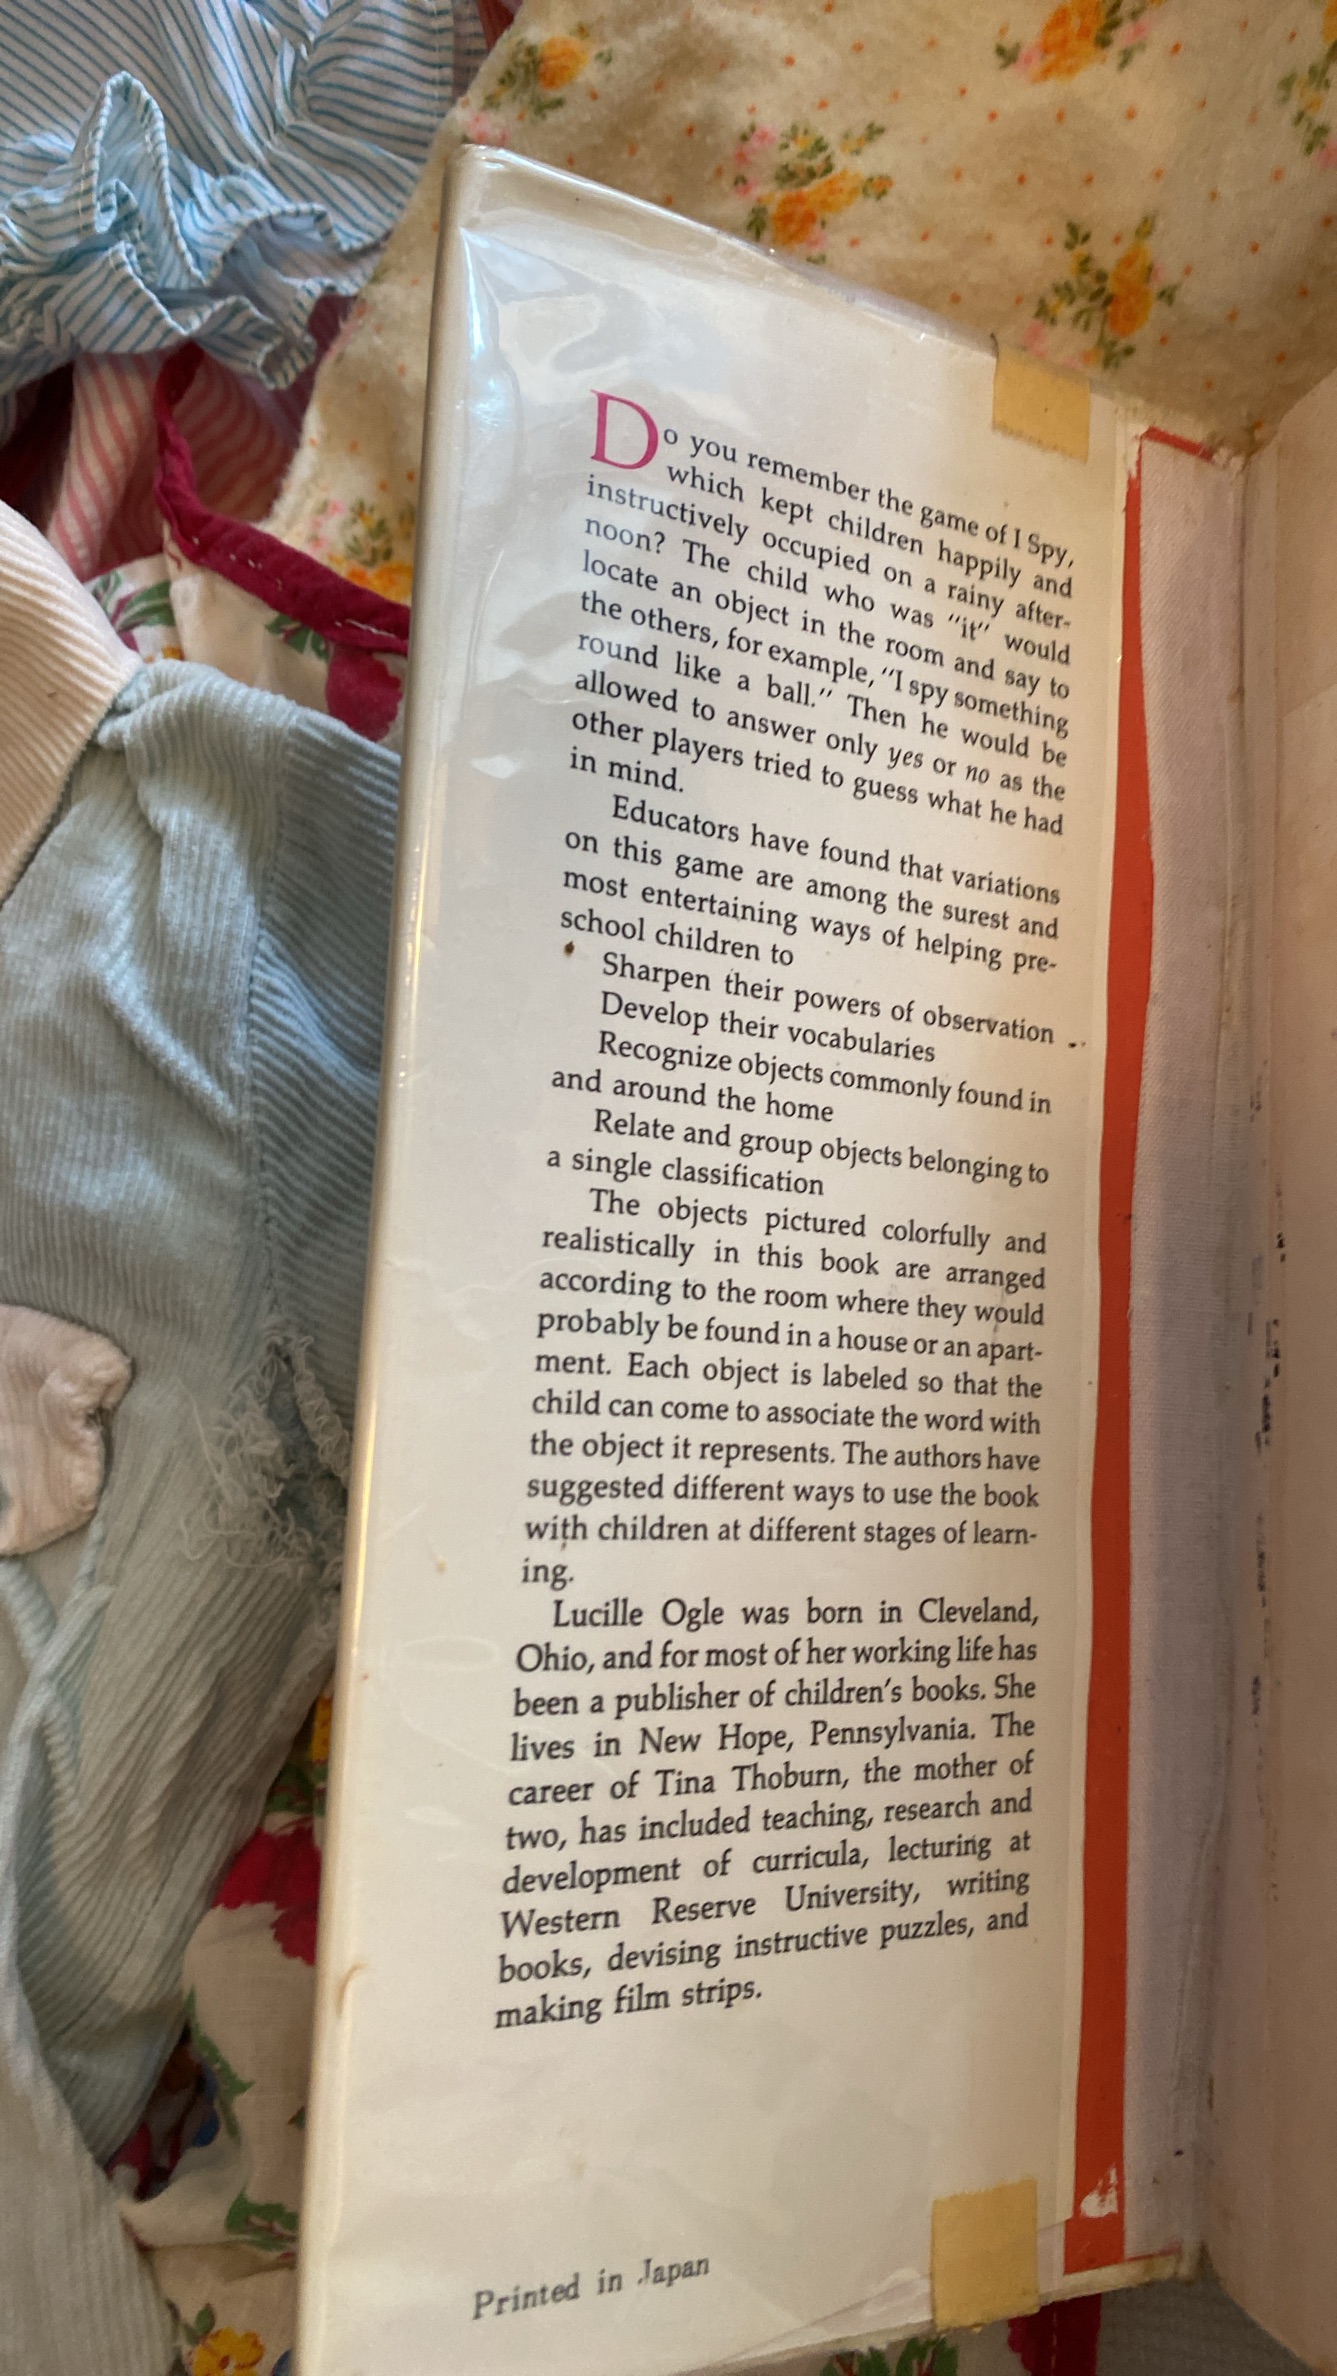 Do you remember the game of I Spy,
which kept children happily and
instructively occupied on a rainy after-
noon? The child who was "it" would
locate an object in the room and say to
the others, for example, "I spy something
round like a ball." Then he would be
allowed to answer only yes or no as the
other players tried to guess what he had
in mind.
Educators have found that variations
on this game are among the surest and
most entertaining ways of helping pre-
school children to
Sharpen their powers of observation
Develop their vocabularies
Recognize objects commonly found in
and around the home
Relate and group objects belonging to
a single classification
The objects pictured colorfully and
realistically in this book are arranged
according to the room where they would
probably be found in a house or an apart-
ment. Each object is labeled so that the
child can come to associate the word with
the object it represents. The authors have
suggested different ways to use the book
with children at different stages of learn-
ing.
Lucille Ogle was born in Cleveland,
Ohio, and for most of her working life has
been a publisher of children's books. She
lives in New Hope, Pennsylvania. The
career of Tina Thoburn, the mother of
two, has included teaching, research and
development of curricula, lecturing at
Western Reserve University, writing
books, devising instructive puzzles, and
making film strips.
Printed in Japan